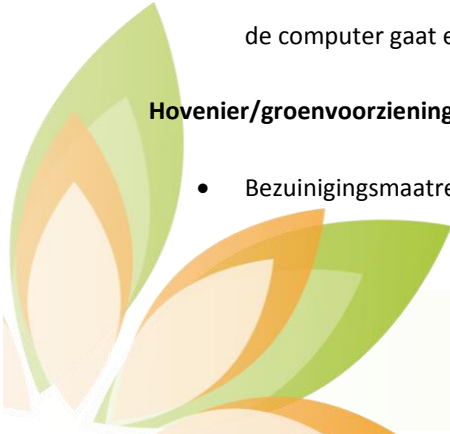 de computer gaat e
Hovenier/groenvoorziening
• Bezuinigingsmaatre